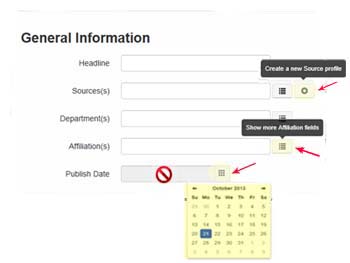 General Information
Headline
Create a new Source profile
Sources(s)
Department(s)
Show more Affiliation fields
Affiliation(s)
Publish Date
October 2013
Su Mo Tu We Th Fr Sa
29 30 1 2 3 4 5
6 7 8 9 10 11 12
13 14 15 16 17 18 19
20 21 22 23 24 25 26
27 28 29 30 31 1 2
3 4 5 6 7 8 9